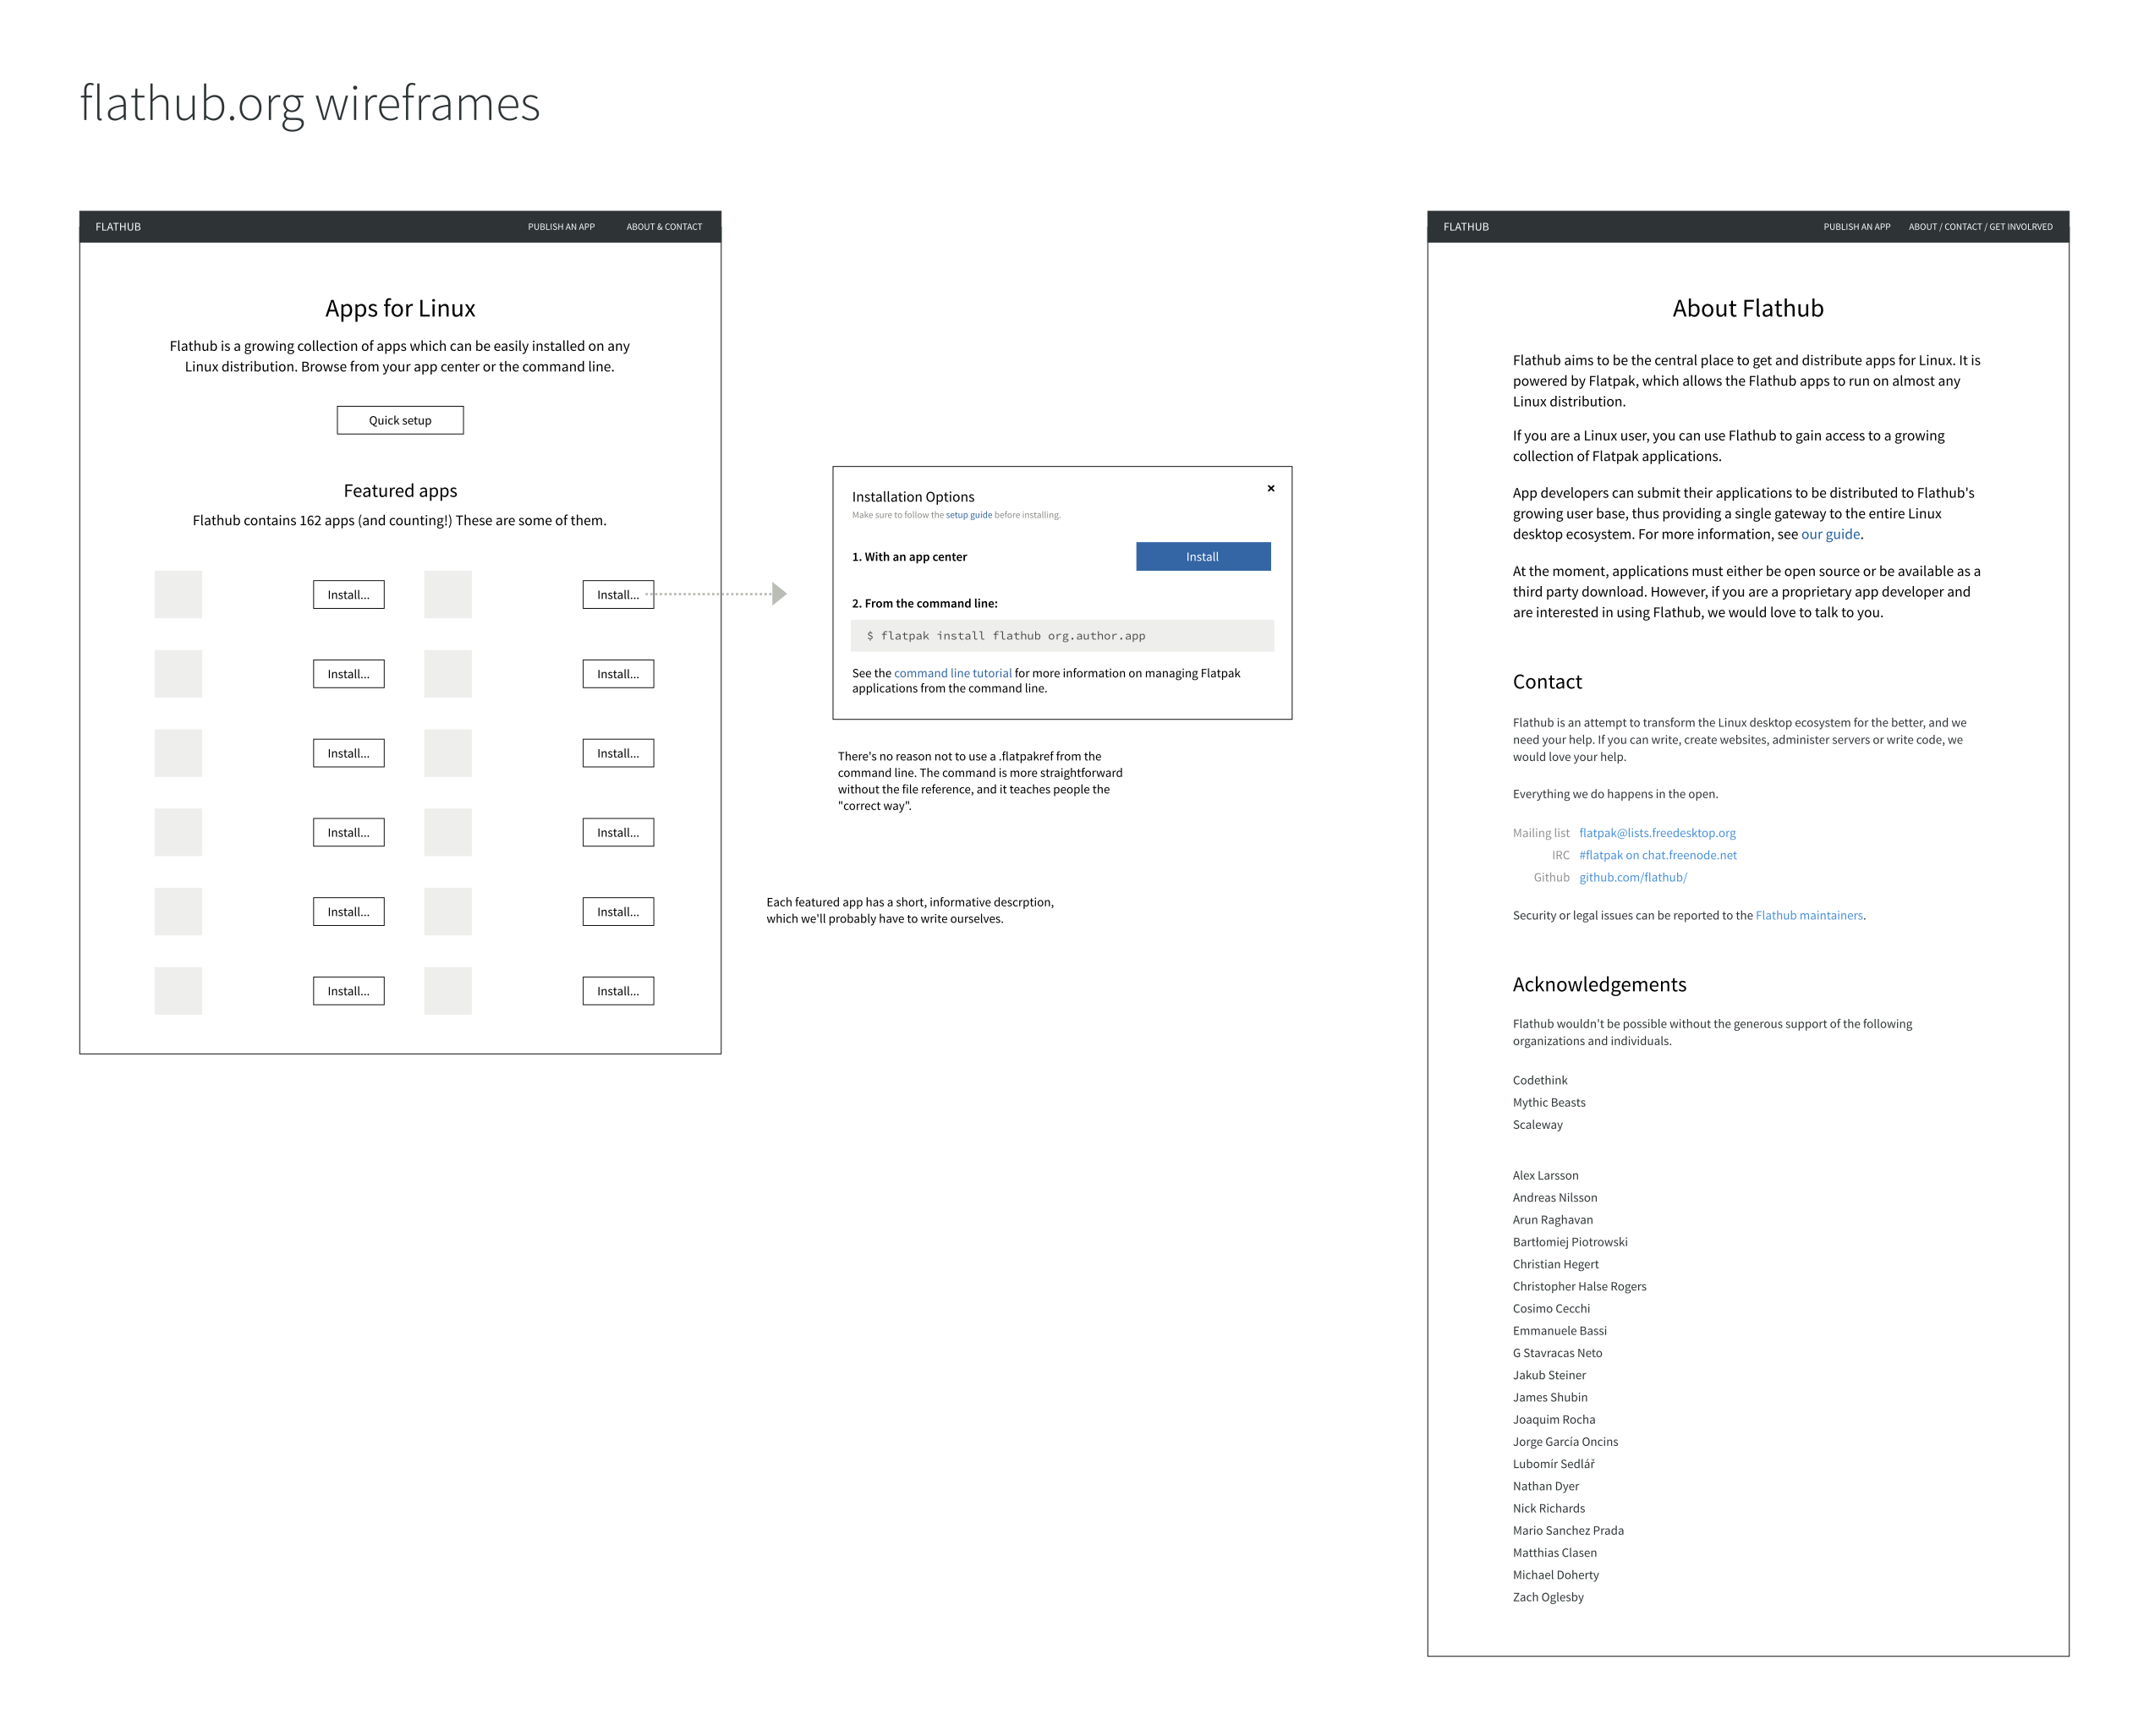 flathub.org wireframes
FLATHUB
PUBLISH AN APP
ABOUT & CONTACT
Apps for Linux
Flathub is a growing collection of apps which can be easily installed on any
Linux distribution. Browse from your app center or the command line.
Quick setup
Featured apps
Flathub contains 162 apps (and counting!) These are some of them.
Install...
Install...
Install...
Install...
Install...
Install...
Install...
Install...
Install...
Install...
Install...
Install...
Installation Options
×
Make sure to follow the setup guide before installing.
1. With an app center
Install
2. From the command line:
$ flatpak install flathub org.author.app
See the command line tutorial for more information on managing Flatpak
applications from the command line.
There's no reason not to use a .flatpakref from the
command line. The command is more straightforward
without the file reference, and it teaches people the
"correct way".
Each featured app has a short, informative descrption,
which we'll probably have to write ourselves.
FLATHUB
PUBLISH AN APP
ABOUT / CONTACT / GET INVOLRVED
About Flathub
Flathub aims to be the central place to get and distribute apps for Linux. It is
powered by Flatpak, which allows the Flathub apps to run on almost any
Linux distribution.
If you are a Linux user, you can use Flathub to gain access to a growing
collection of Flatpak applications.
App developers can submit their applications to be distributed to Flathub's
growing user base, thus providing a single gateway to the entire Linux
desktop ecosystem. For more information, see our guide.
At the moment, applications must either be open source or be available as a
third party download. However, if you are a proprietary app developer and
are interested in using Flathub, we would love to talk to you.
Contact
Flathub is an attempt to transform the Linux desktop ecosystem for the better, and we
need your help. If you can write, create websites, administer servers or write code, we
would love your help.
Everything we do happens in the open.
Mailing list flatpak@lists.freedesktop.org
IRC #flatpak on chat.freenode.net
Github github.com/flathub/
Security or legal issues can be reported to the Flathub maintainers.
Acknowledgements
Flathub wouldn't be possible without the generous support of the following
organizations and individuals.
Codethink
Mythic Beasts
Scaleway
Alex Larsson
Andreas Nilsson
Arun Raghavan
Bartłomiej Piotrowski
Christian Hegert
Christopher Halse Rogers
Cosimo Cecchi
Emmanuele Bassi
G Stavracas Neto
Jakub Steiner
James Shubin
Joaquim Rocha
Jorge García Oncins
Lubomír Sedlář
Nathan Dyer
Nick Richards
Mario Sanchez Prada
Matthias Clasen
Michael Doherty
Zach Oglesby